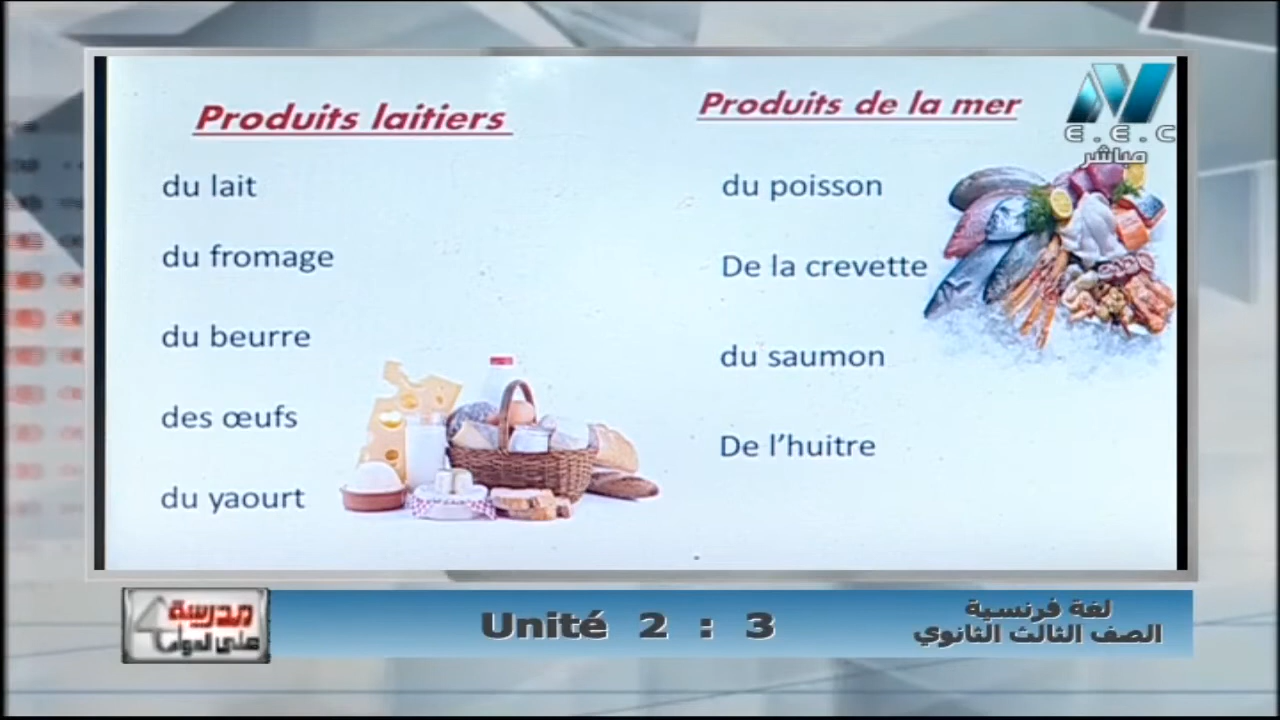 Produits laitiers
du lait
du fromage
du beurre
des œufs
du yaourt
Produits de la mer
du poisson
De la crevette
du saumon
De l’huitre
E.E.C
مباشر
مدرسة
على الهواء
Unité 2 : 3
لغة فرنسية
الصف الثالث الثانوي